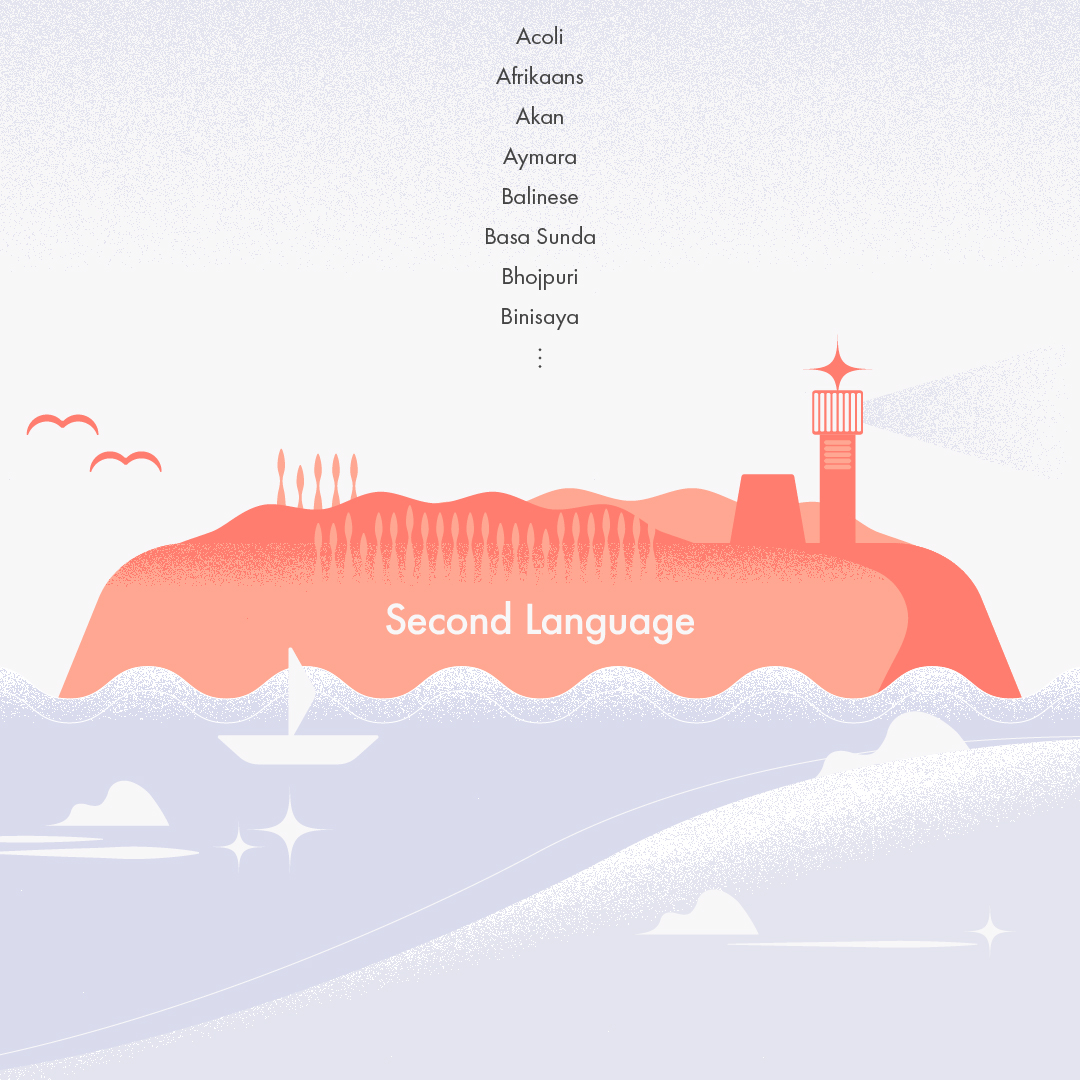 Acoli
Afrikaans
Akan
Aymara
Balinese
Basa Sunda
Bhojpuri
Binisaya
⋮
Second Language